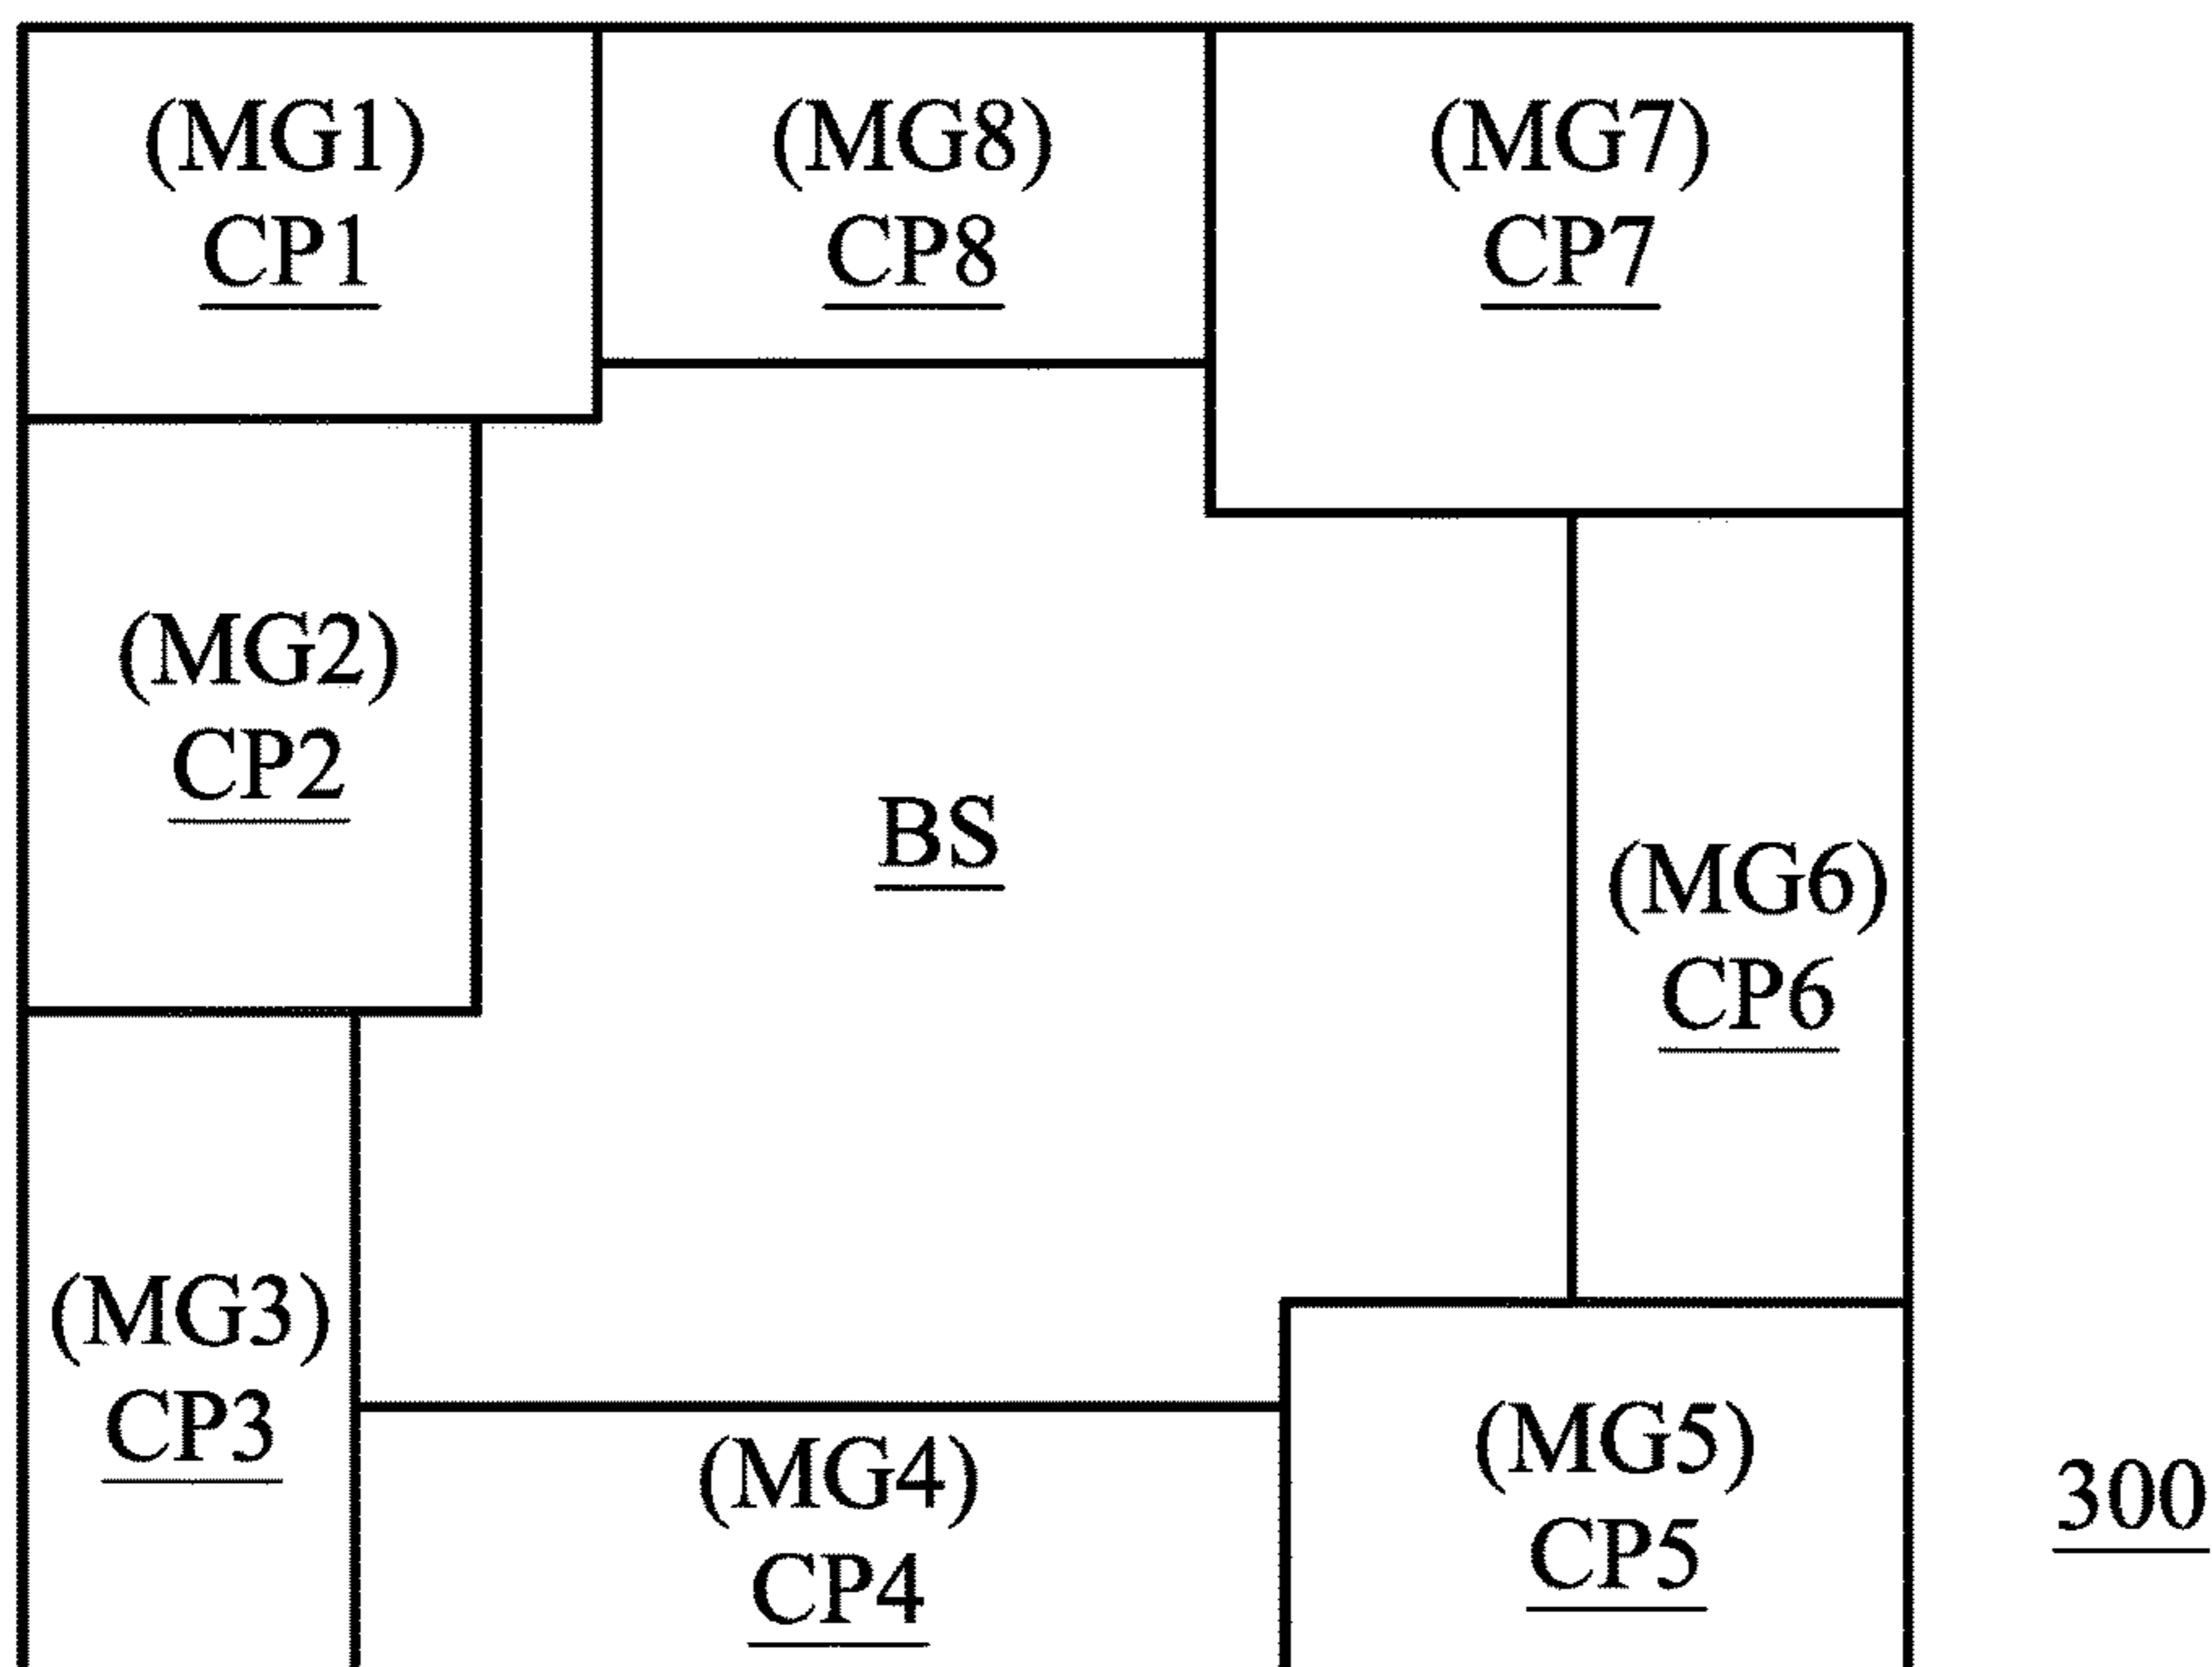 (MG1)
CP1
(MG8)
CP8
(MG7)
CP7
(MG2)
CP2
BS
(MG6)
CP6
(MG3)
CP3
(MG4)
CP4
(MG5)
CP5
300